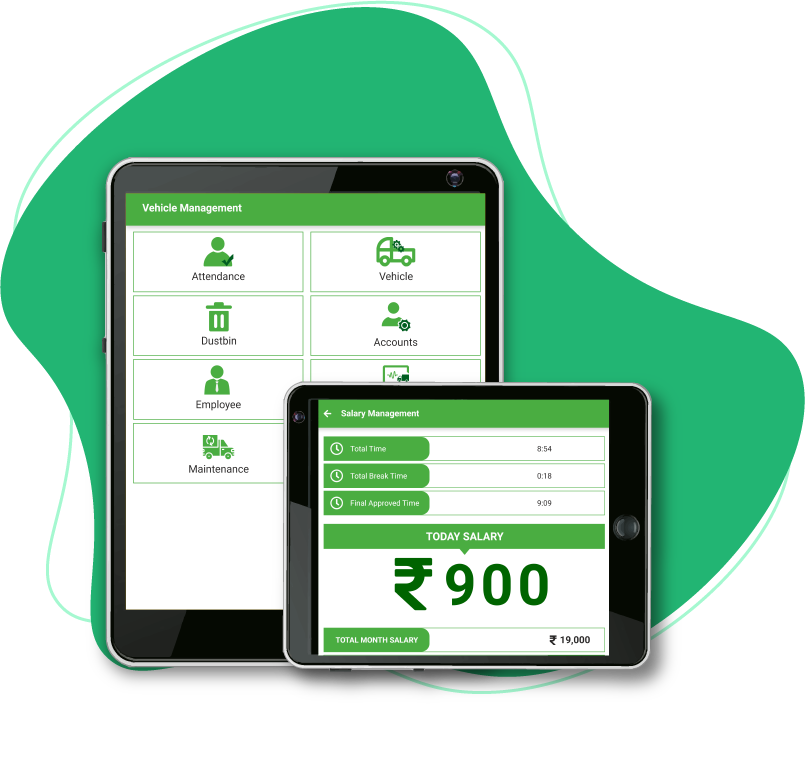 Vehicle Management
Attendance
Vehicle
Dustbin
Accounts
Employee
Maintenance
Salary Management
Total Time 8:54
Total Break Time 0:18
Final Approved Time 9:09
TODAY SALARY
₹ 900
TOTAL MONTH SALARY ₹ 19,000